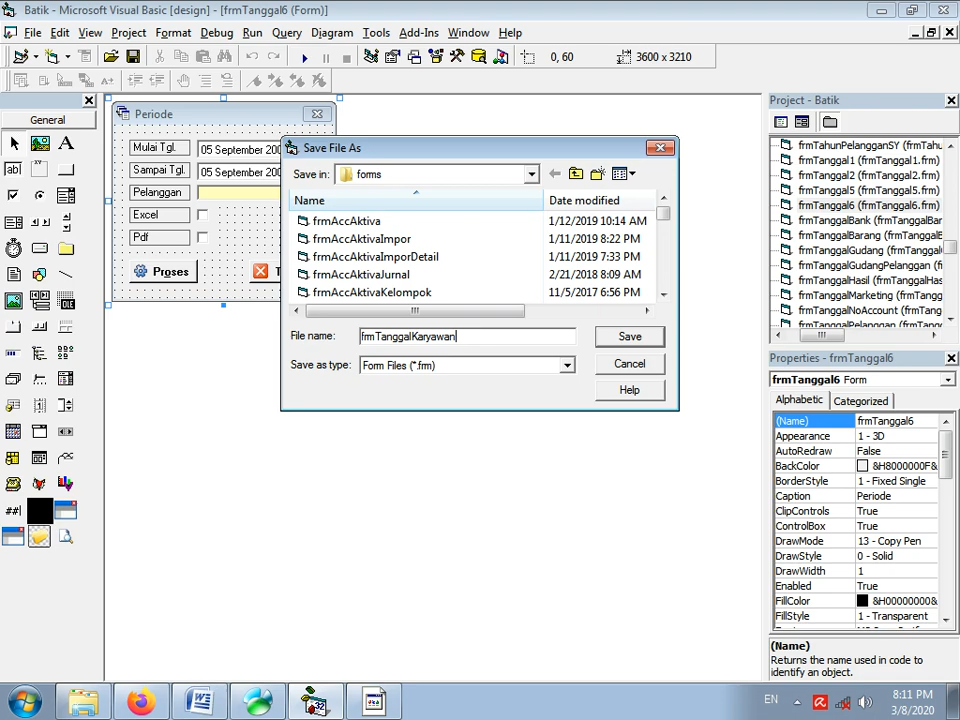 Batik - Microsoft Visual Basic [design] - [frmTanggal6 (Form)]
File Edit View Project Format Debug Run Query Diagram Tools Add-Ins Window Help
0, 60
3600 x 3210
General
Periode
Mulai Tgl.
05 September 200
Sampai Tgl.
05 September 200
Pelanggan
Excel
Pdf
Proses
T
Save File As
Save in:
forms
Name
Date modified
frmAccAktiva
1/12/2019 10:14 AM
frmAccAktivaImpor
1/11/2019 8:22 PM
frmAccAktivaImporDetail
1/11/2019 7:33 PM
frmAccAktivaJurnal
2/21/2018 8:09 AM
frmAccAktivaKelompok
11/5/2017 6:56 PM
File name:
frmTanggalKaryawan
Save
Save as type:
Form Files (*.frm)
Cancel
Help
Project - Batik
frmTahunPelangganSY (frmTahu
frmTanggal1 (frmTanggal1.frm)
frmTanggal2 (frmTanggal2.frm)
frmTanggal5 (frmTanggal5.frm)
frmTanggal6 (frmTanggal6.frm)
frmTanggalBank (frmTanggalBan
frmTanggalBarang (frmTanggalB
frmTanggalGudang (frmTanggal
frmTanggalGudangPelanggan (fr
frmTanggalHasil (frmTanggalHas
frmTanggalMarketing (frmTangg
frmTanggalNoAccount (frmTang
frmTanggalPelanggan (frmTang
Properties - frmTanggal6
frmTanggal6 Form
Alphabetic Categorized
(Name) frmTanggal6
Appearance 1 - 3D
AutoRedraw False
BackColor &H8000000F&
BorderStyle 1 - Fixed Single
Caption Periode
ClipControls True
ControlBox True
DrawMode 13 - Copy Pen
DrawStyle 0 - Solid
DrawWidth 1
Enabled True
FillColor &H00000000&
FillStyle 1 - Transparent
(Name)
Returns the name used in code to
identify an object.
EN
8:11 PM
3/8/2020